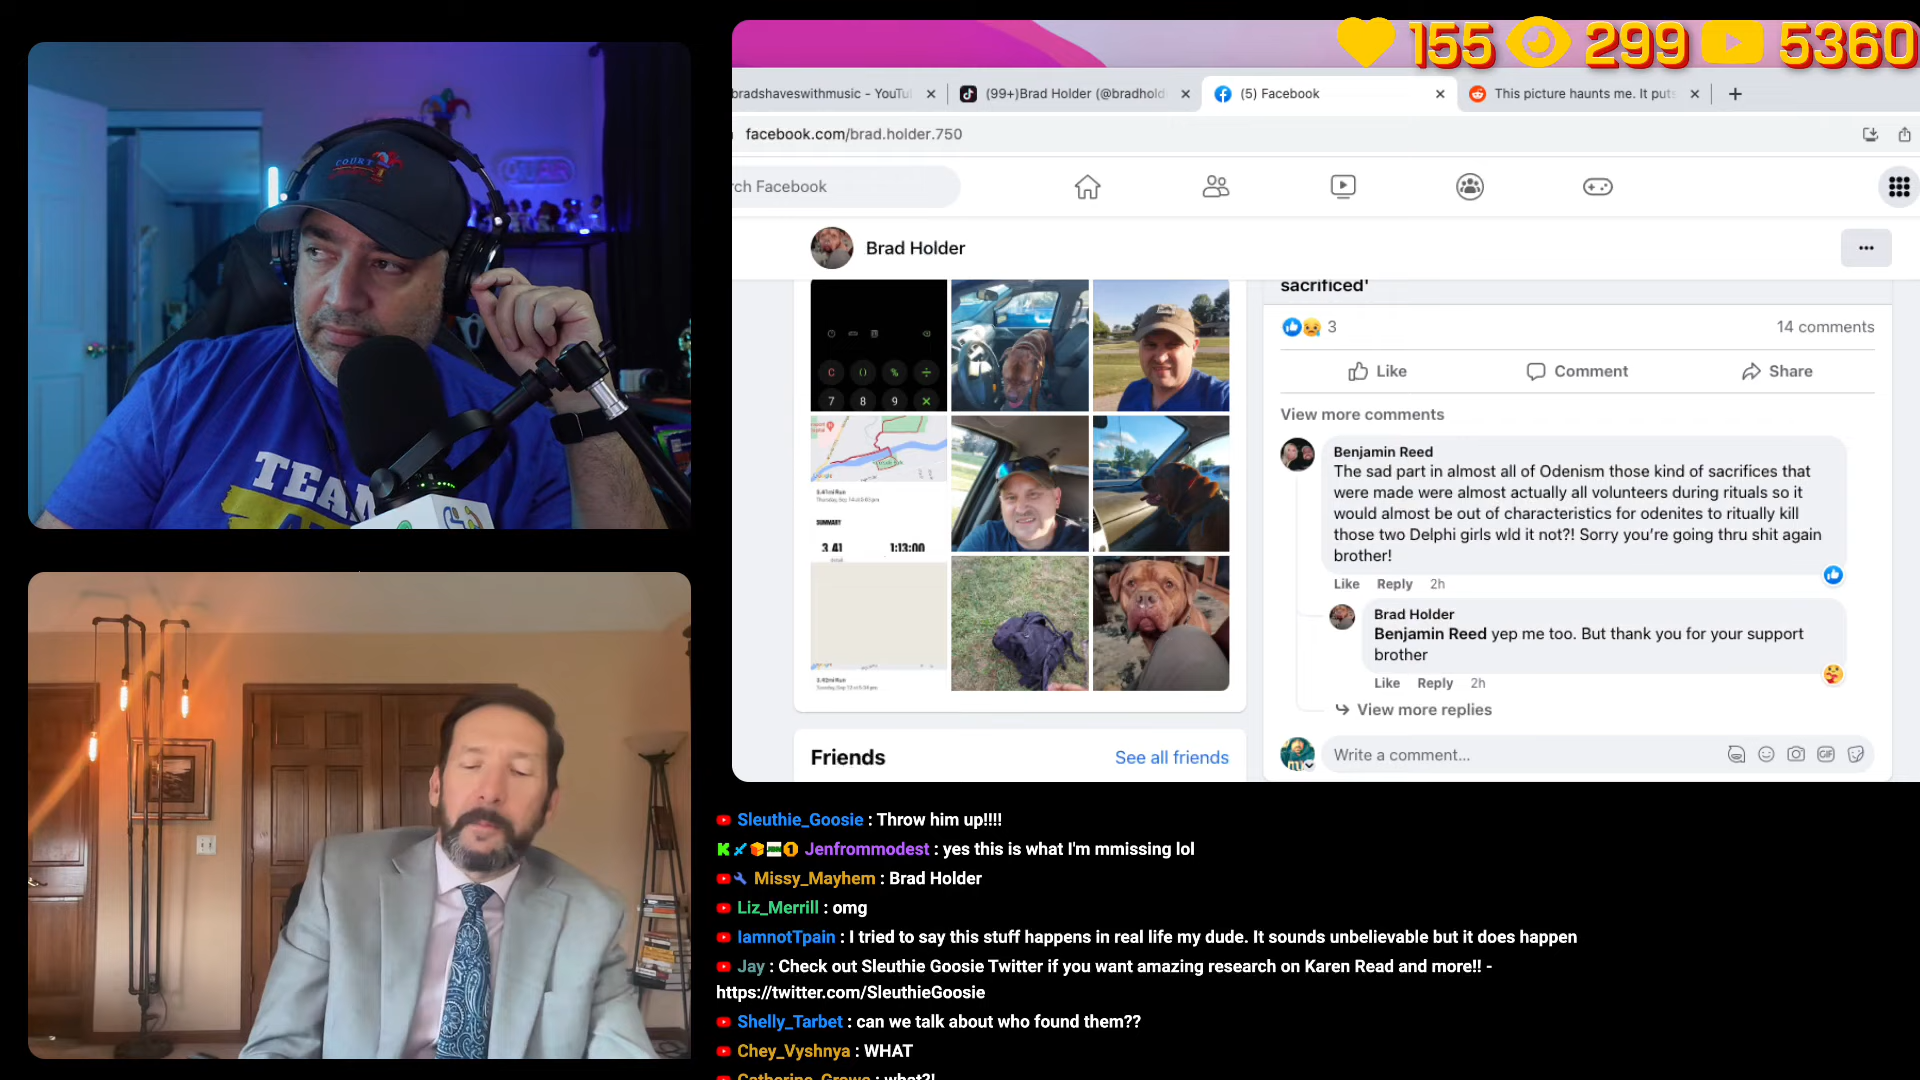 155 299 5360
bradshaveswithmusic - YouTu
(99+)Brad Holder (@bradhold
(5) Facebook
This picture haunts me. It puts
facebook.com/brad.holder.750
rch Facebook
Brad Holder
COURT
TEAM
sacrificed'
3
14 comments
Like
Comment
Share
View more comments
Benjamin Reed
The sad part in almost all of Odenism those kind of sacrifices that
were made were almost actually all volunteers during rituals so it
would almost be out of characteristics for odenites to ritually kill
those two Delphi girls wld it not?! Sorry you're going thru shit again
brother!
Like Reply 2h
Brad Holder
Benjamin Reed yep me too. But thank you for your support
brother
Like Reply 2h
View more replies
Write a comment...
GIF
C () % ÷
7 8 9 ×
SUMMARY
3.41 1:13:00
Friends
See all friends
Sleuthie_Goosie : Throw him up!!!!
Jenfrommodest : yes this is what I'm mmissing lol
Missy_Mayhem : Brad Holder
Liz_Merrill : omg
IamnotTpain : I tried to say this stuff happens in real life my dude. It sounds unbelievable but it does happen
Jay : Check out Sleuthie Goosie Twitter if you want amazing research on Karen Read and more!! -
https://twitter.com/SleuthieGoosie
Shelly_Tarbet : can we talk about who found them??
Chey_Vyshnya : WHAT
what?!